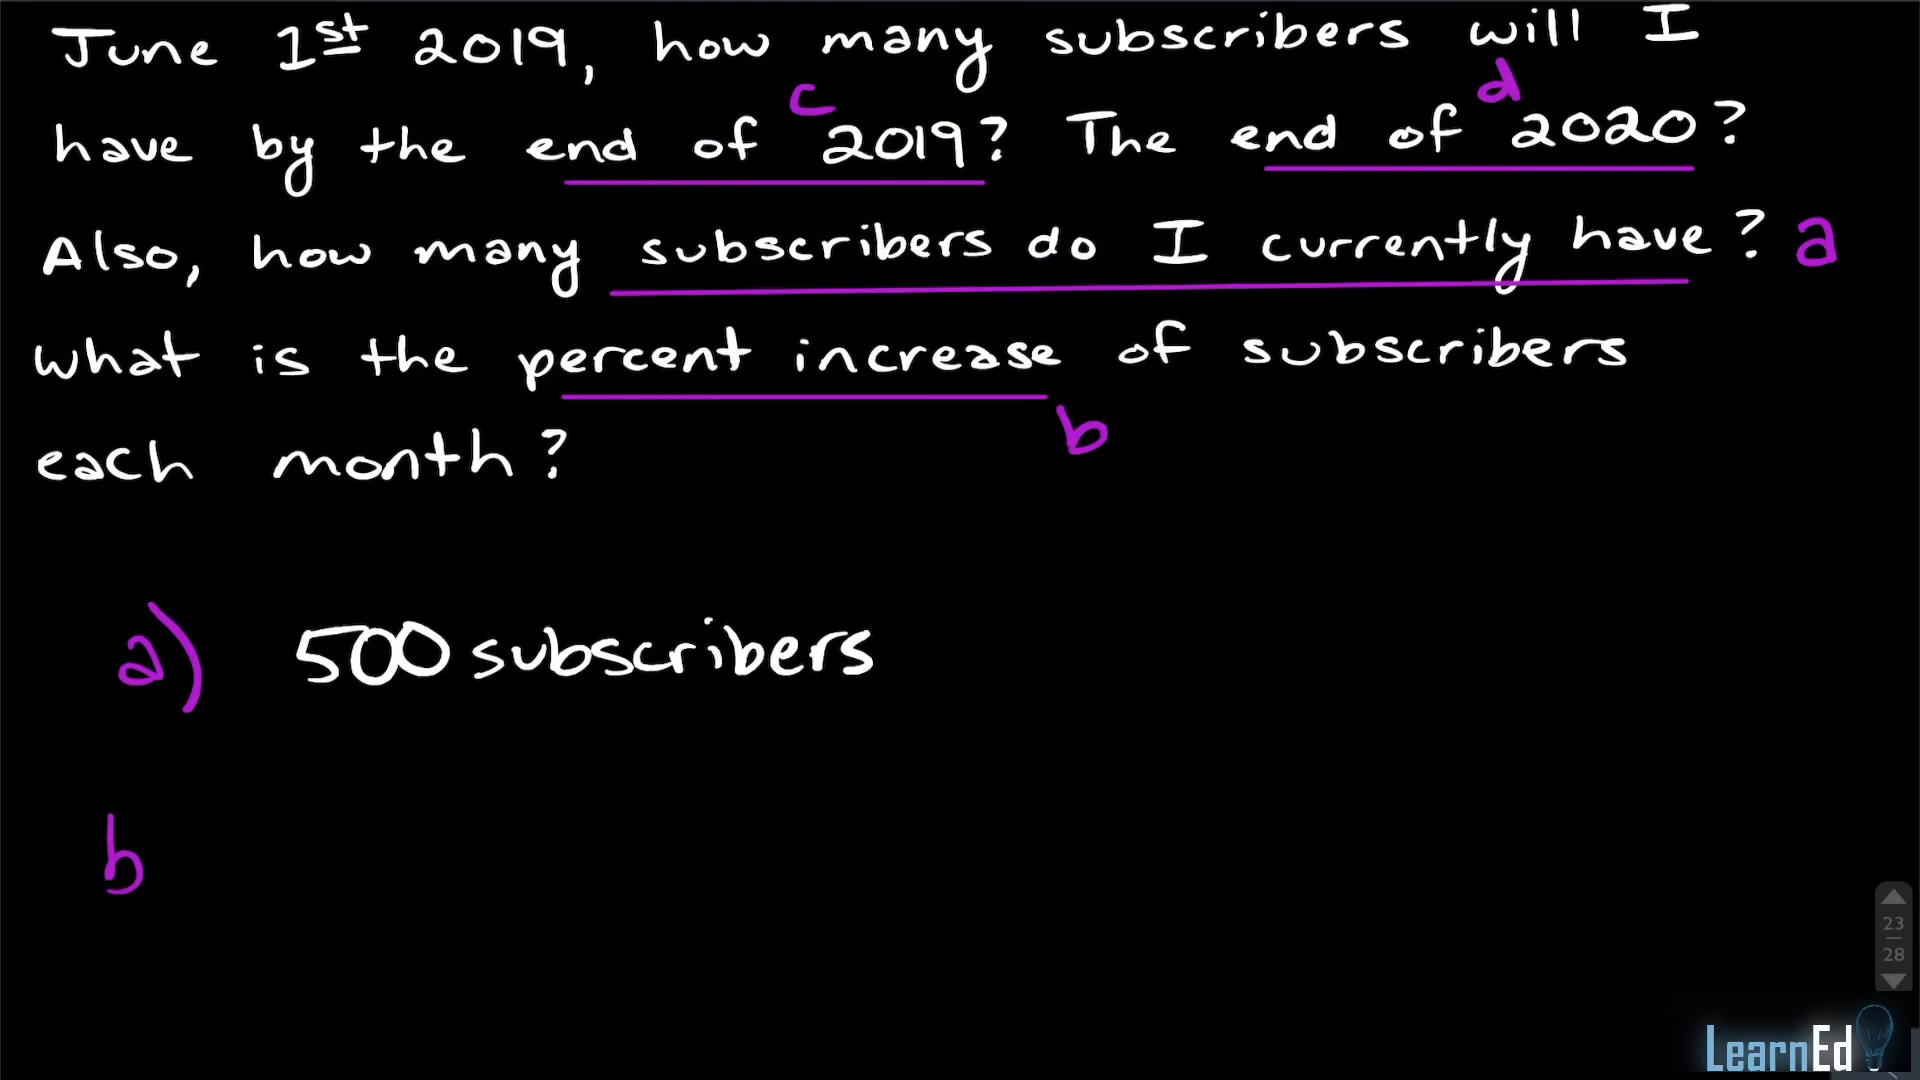 June 1st 2019, how many subscribers will I
c d
have by the end of 2019? The end of 2020?
Also, how many subscribers do I currently have? a
what is the percent increase of subscribers
b
each month?
a) 500 subscribers
b
23
28
LearnEd